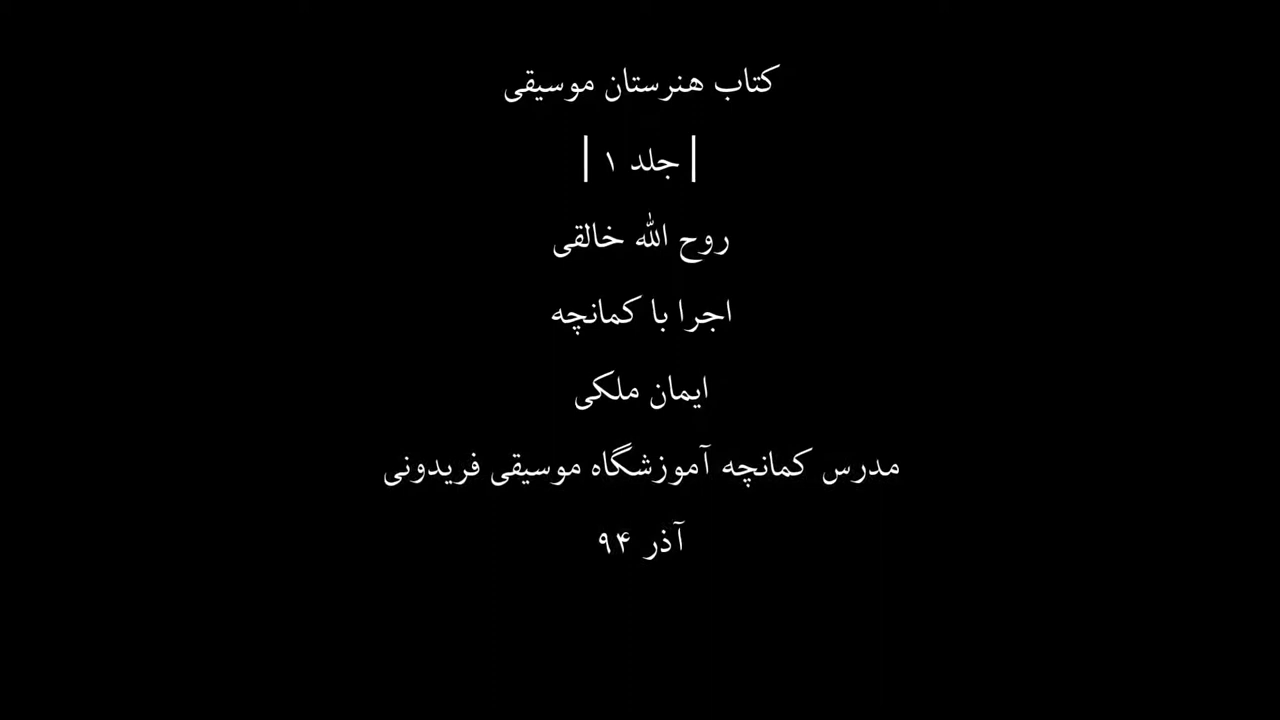 کتاب هنرستان موسیقی
| جلد ۱ |
روح الله خالقی
اجرا با کمانچه
ایمان ملکی
مدرس کمانچه آموزشگاه موسیقی فریدونی
آذر ۹۴